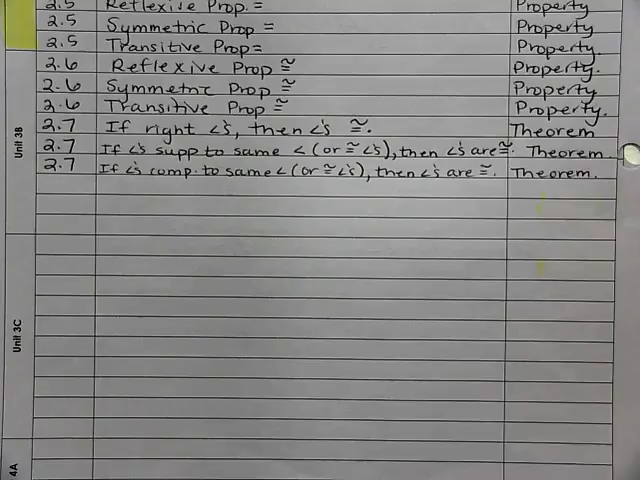 2.5 Reflexive Prop. = Property
2.5 Symmetric Prop = Property
2.5 Transitive Prop= Property.
2.6 Reflexive Prop ≅ Property.
2.6 Symmetric Prop ≅ Property
2.6 Transitive Prop ≅ Property.
2.7 If right ∠'s, then ∠'s ≅. Theorem
2.7 If ∠'s supp to same ∠ (or ≅ ∠'s), then ∠'s are ≅. Theorem
2.7 If ∠'s comp. to same ∠ (or ≅ ∠'s), then ∠'s are ≅. Theorem.
Unit 3B
Unit 3C
4A